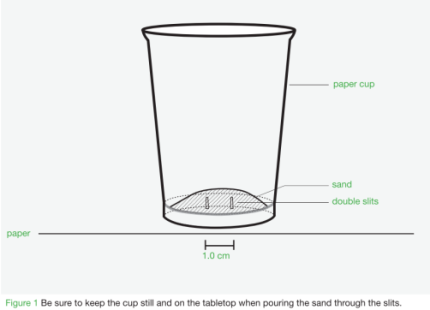 paper cup
sand
double slits
paper
1.0 cm
Figure 1 Be sure to keep the cup still and on the tabletop when pouring the sand through the slits.